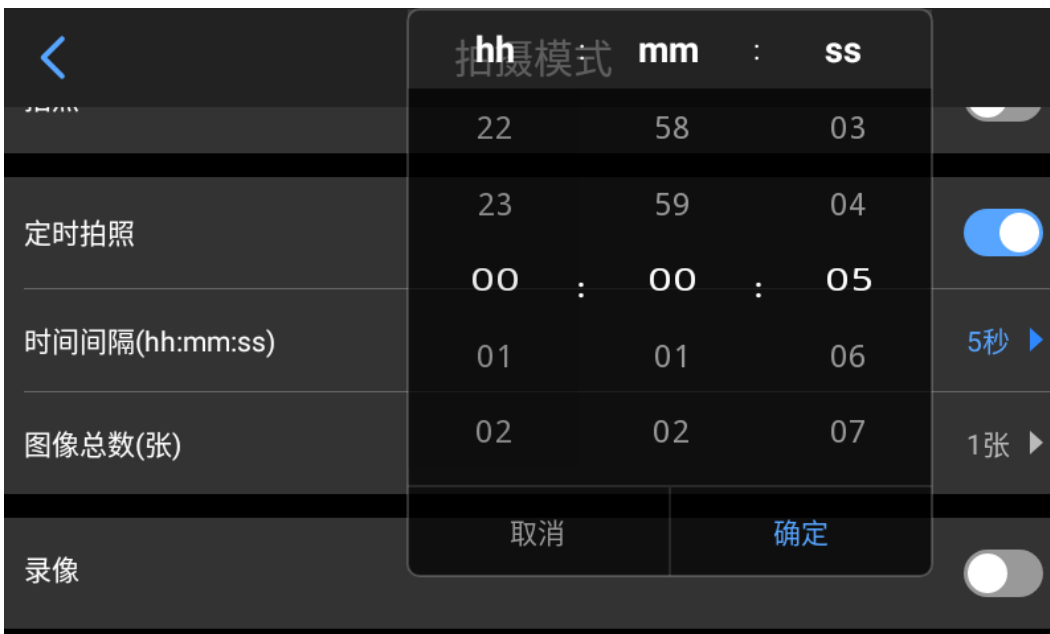 拍摄模式
hh : mm : ss
拍照
22 58 03
23 59 04
定时拍照
00 : 00 : 05
时间间隔(hh:mm:ss) 5秒
01 01 06
02 02 07
图像总数(张) 1张
取消 确定
录像